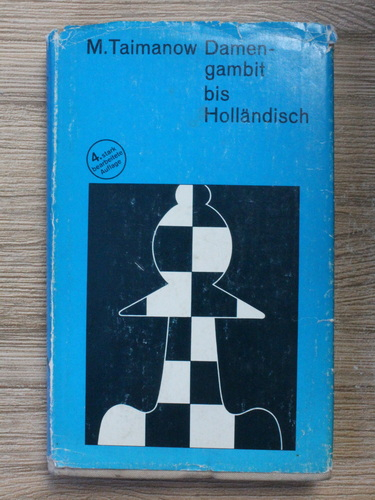 M. Taimanow Damen-
gambit
bis
Holländisch
4. stark
bearbeitete
Auflage